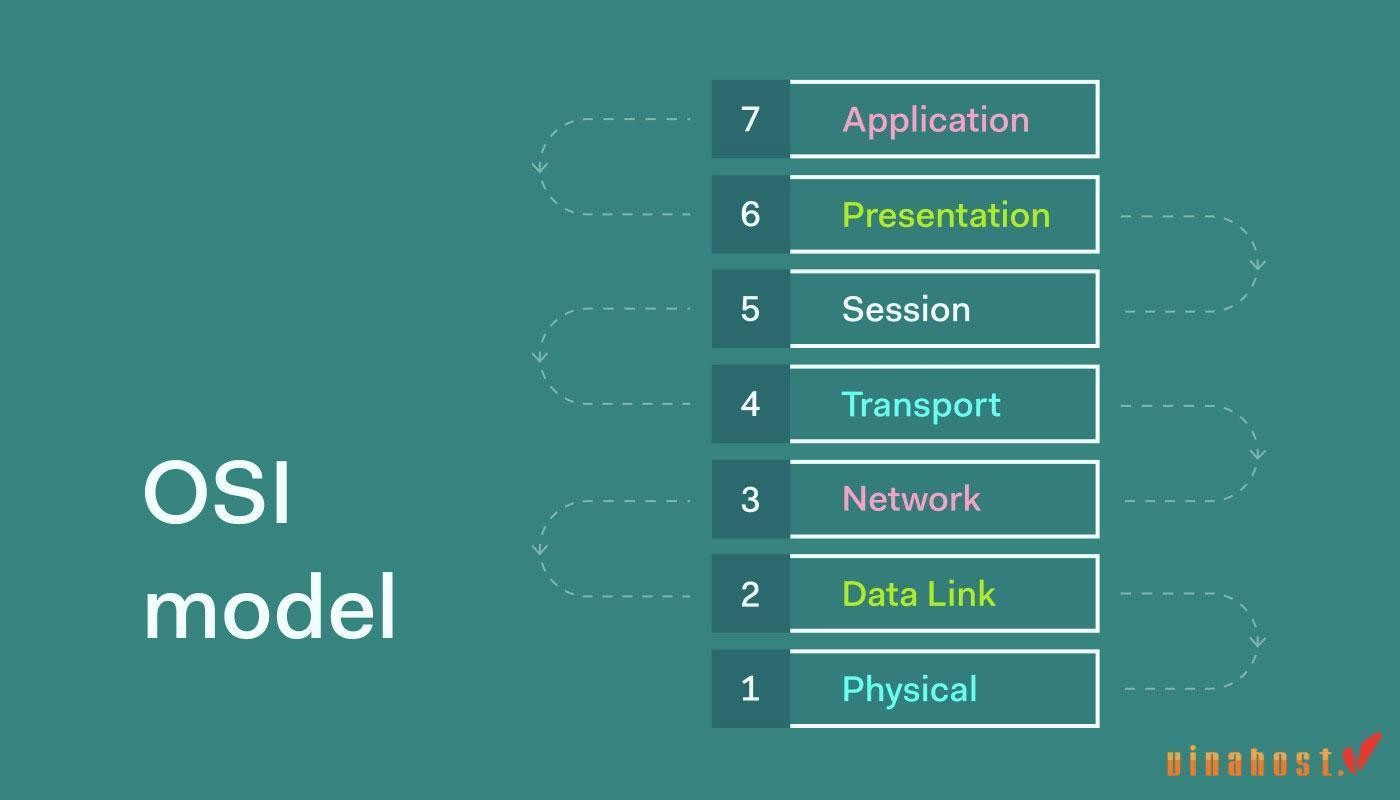 7 Application
6 Presentation
5 Session
4 Transport
3 Network
2 Data Link
1 Physical
OSI
model
vinahost.